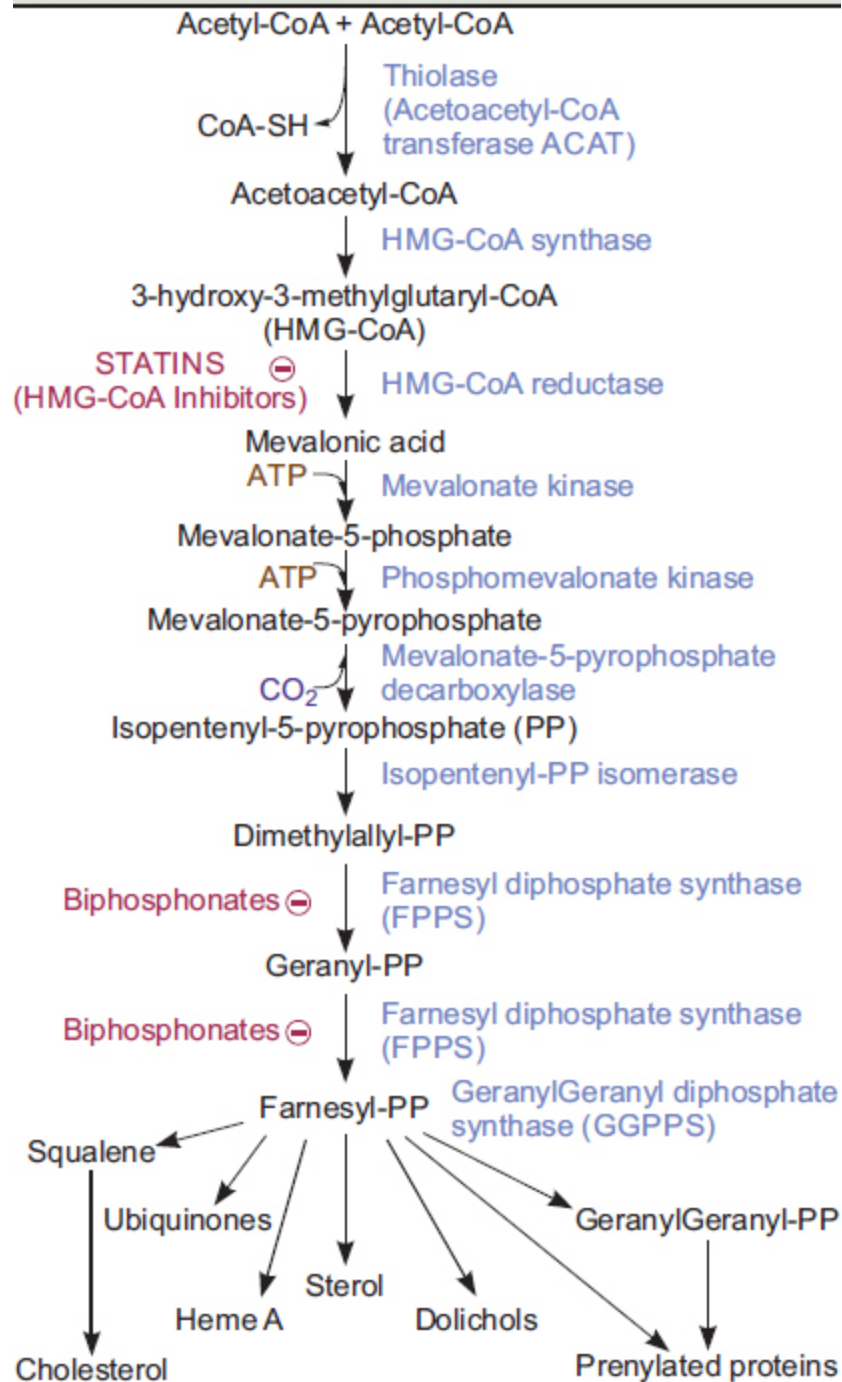 Acetyl-CoA + Acetyl-CoA
Thiolase
(Acetoacetyl-CoA
transferase ACAT)
CoA-SH
Acetoacetyl-CoA
HMG-CoA synthase
3-hydroxy-3-methylglutaryl-CoA
(HMG-CoA)
STATINS
(HMG-CoA Inhibitors)
HMG-CoA reductase
Mevalonic acid
ATP
Mevalonate kinase
Mevalonate-5-phosphate
ATP
Phosphomevalonate kinase
Mevalonate-5-pyrophosphate
Mevalonate-5-pyrophosphate
decarboxylase
CO₂
Isopentenyl-5-pyrophosphate (PP)
Isopentenyl-PP isomerase
Dimethylallyl-PP
Biphosphonates
Farnesyl diphosphate synthase
(FPPS)
Geranyl-PP
Biphosphonates
Farnesyl diphosphate synthase
(FPPS)
Farnesyl-PP
GeranylGeranyl diphosphate
synthase (GGPPS)
Squalene
Ubiquinones
GeranylGeranyl-PP
Sterol
Heme A
Dolichols
Cholesterol
Prenylated proteins